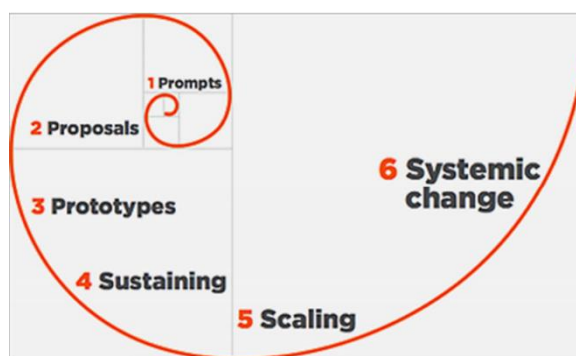 1 Prompts
2 Proposals
3 Prototypes
4 Sustaining
5 Scaling
6 Systemic
change